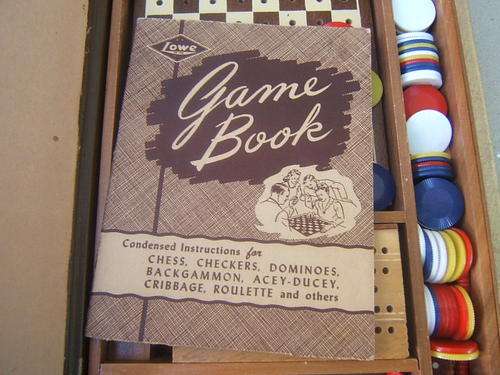 Lowe
Game
Book
Condensed Instructions for
CHESS, CHECKERS, DOMINOES,
BACKGAMMON, ACEY-DUCEY,
CRIBBAGE, ROULETTE and others